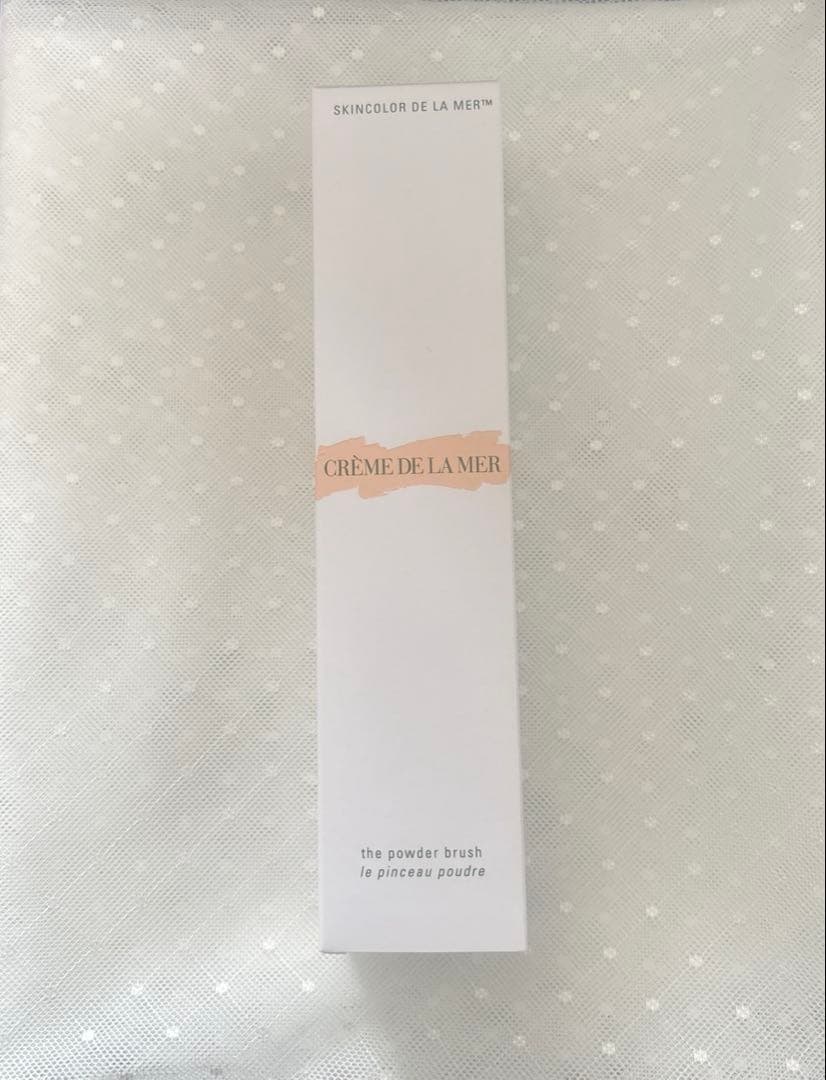 SKINCOLOR DE LA MER™
CRÈME DE LA MER
the powder brush
le pinceau poudre